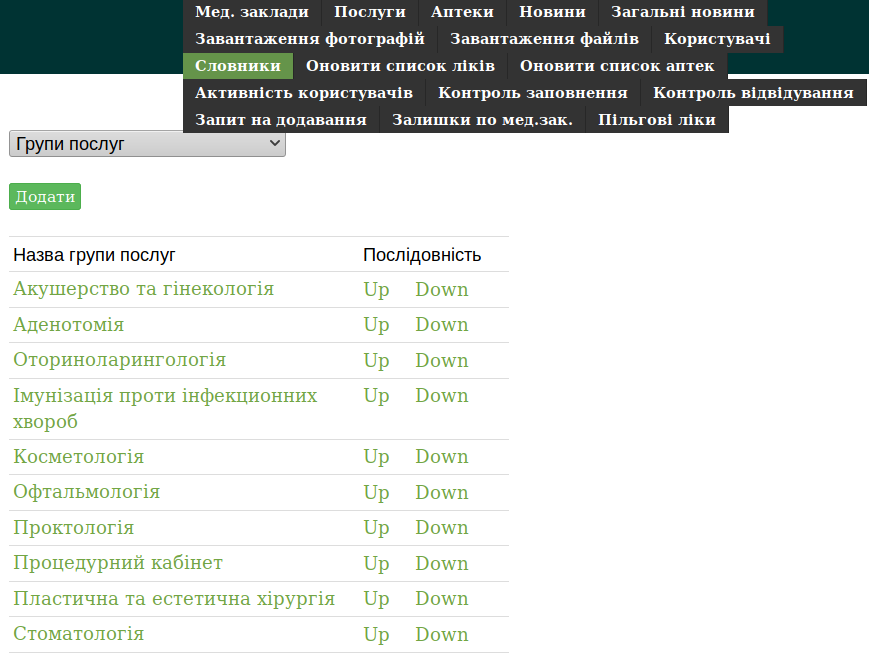 Мед. заклади Послуги Аптеки Новини Загальні новини
Завантаження фотографій Завантаження файлів Користувачі
Словники Оновити список ліків Оновити список аптек
Активність користувачів Контроль заповнення Контроль відвідування
Запит на додавання Залишки по мед.зак. Пільгові ліки
Групи послуг
Додати
Назва групи послуг Послідовність
Акушерство та гінекологія Up Down
Аденотомія Up Down
Оториноларингологія Up Down
Імунізація проти інфекционних Up Down
хвороб
Косметологія Up Down
Офтальмологія Up Down
Проктологія Up Down
Процедурний кабінет Up Down
Пластична та естетична хірургія Up Down
Стоматологія Up Down